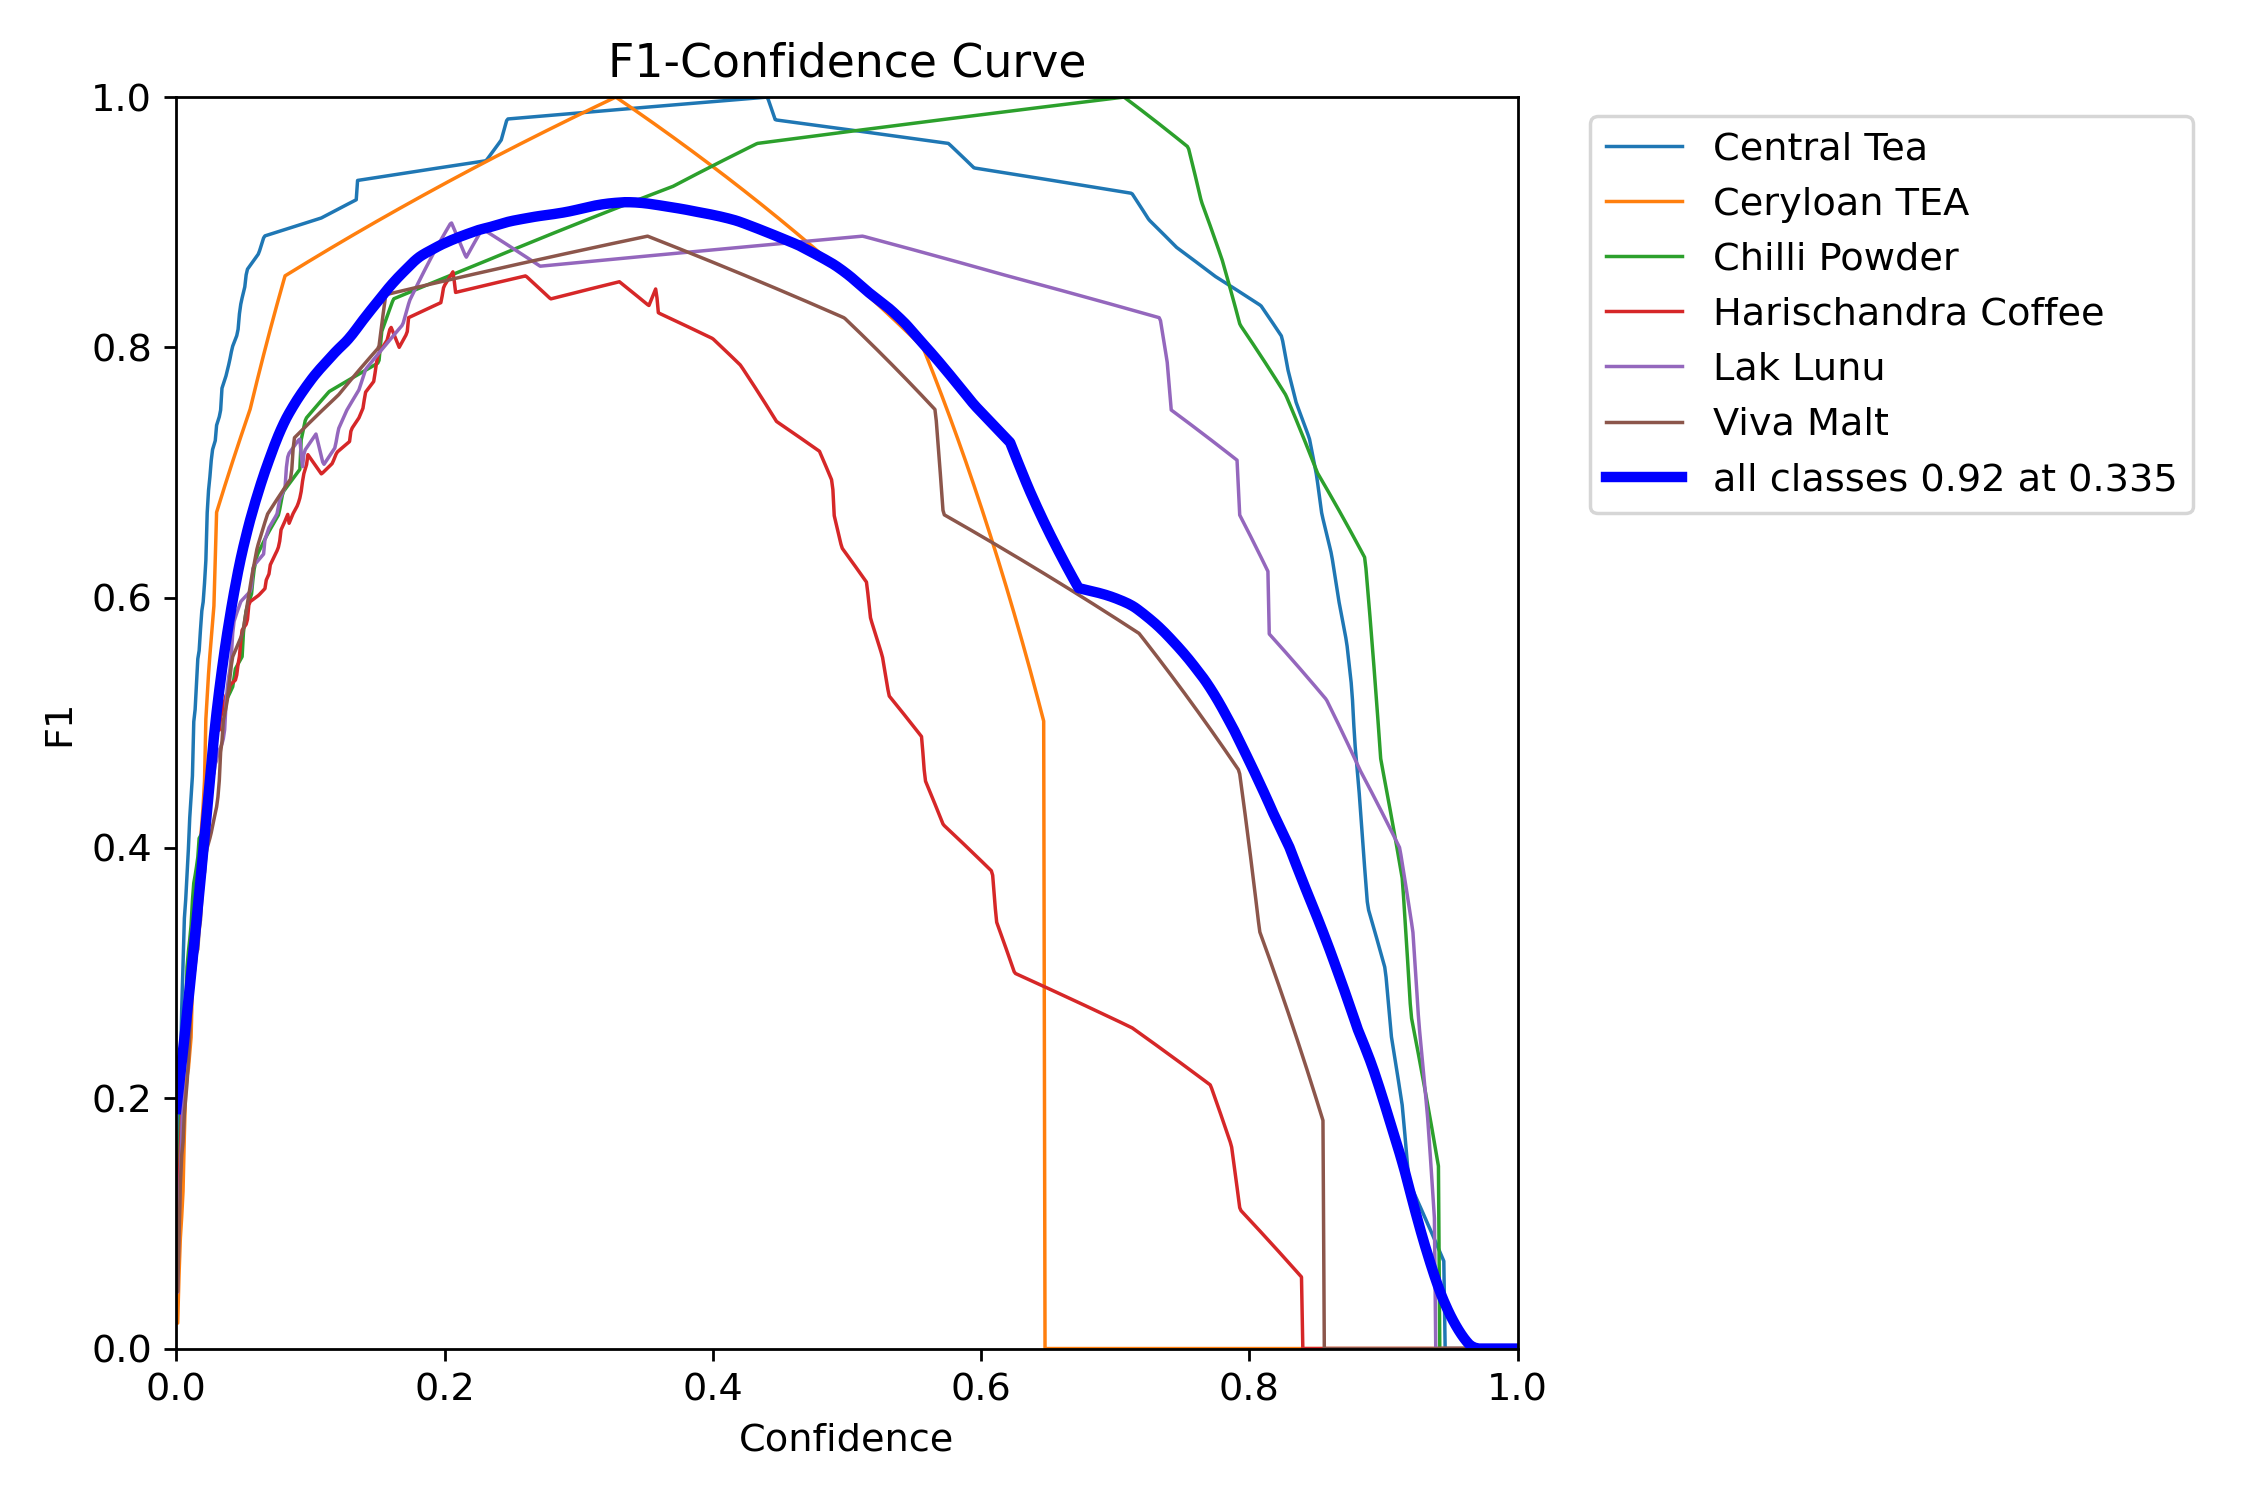 F1-Confidence Curve
1.0
0.8
0.6
0.4
0.2
0.0
F1
0.0 0.2 0.4 0.6 0.8 1.0
Confidence
Central Tea
Ceryloan TEA
Chilli Powder
Harischandra Coffee
Lak Lunu
Viva Malt
all classes 0.92 at 0.335